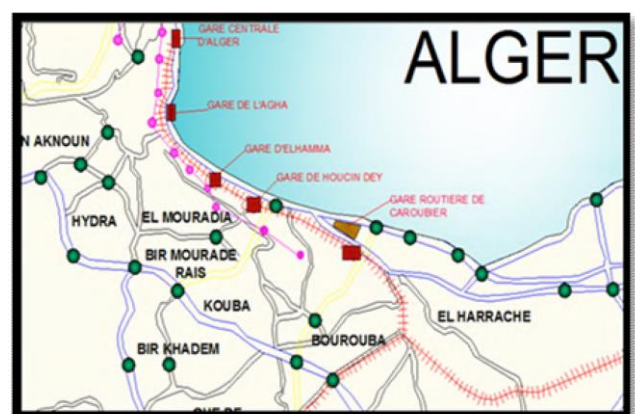 GARE CENTRALE
D'ALGER
ALGER
GARE DE L'AGHA
N AKNOUN
GARE D'ELHAMMA
GARE DE HOUCIN DEY
GARE ROUTIERE DE
CAROUBIER
HYDRA
EL MOURADIA
BIR MOURADE
RAIS
KOUBA
EL HARRACHE
BIR KHADEM
BOUROUBA